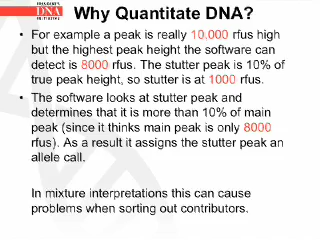 PRESIDENT'S
DNA
INITIATIVE
Why Quantitate DNA?
• For example a peak is really 10,000 rfus high
but the highest peak height the software can
detect is 8000 rfus. The stutter peak is 10% of
true peak height, so stutter is at 1000 rfus.
• The software looks at stutter peak and
determines that it is more than 10% of main
peak (since it thinks main peak is only 8000
rfus). As a result it assigns the stutter peak an
allele call.
In mixture interpretations this can cause
problems when sorting out contributors.